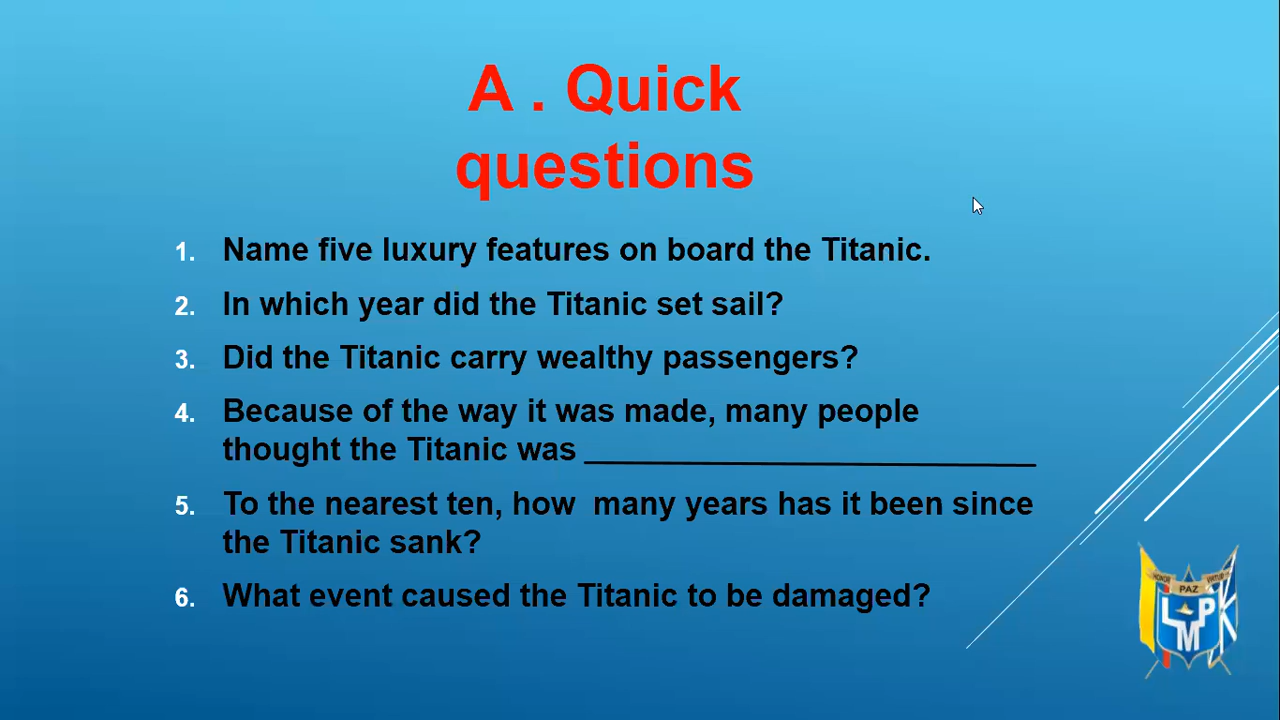 A . Quick
questions
1. Name five luxury features on board the Titanic.
2. In which year did the Titanic set sail?
3. Did the Titanic carry wealthy passengers?
4. Because of the way it was made, many people
thought the Titanic was ___________________________
5. To the nearest ten, how  many years has it been since
the Titanic sank?
6. What event caused the Titanic to be damaged?
HONOR PAZ VIRTUD
L M P K